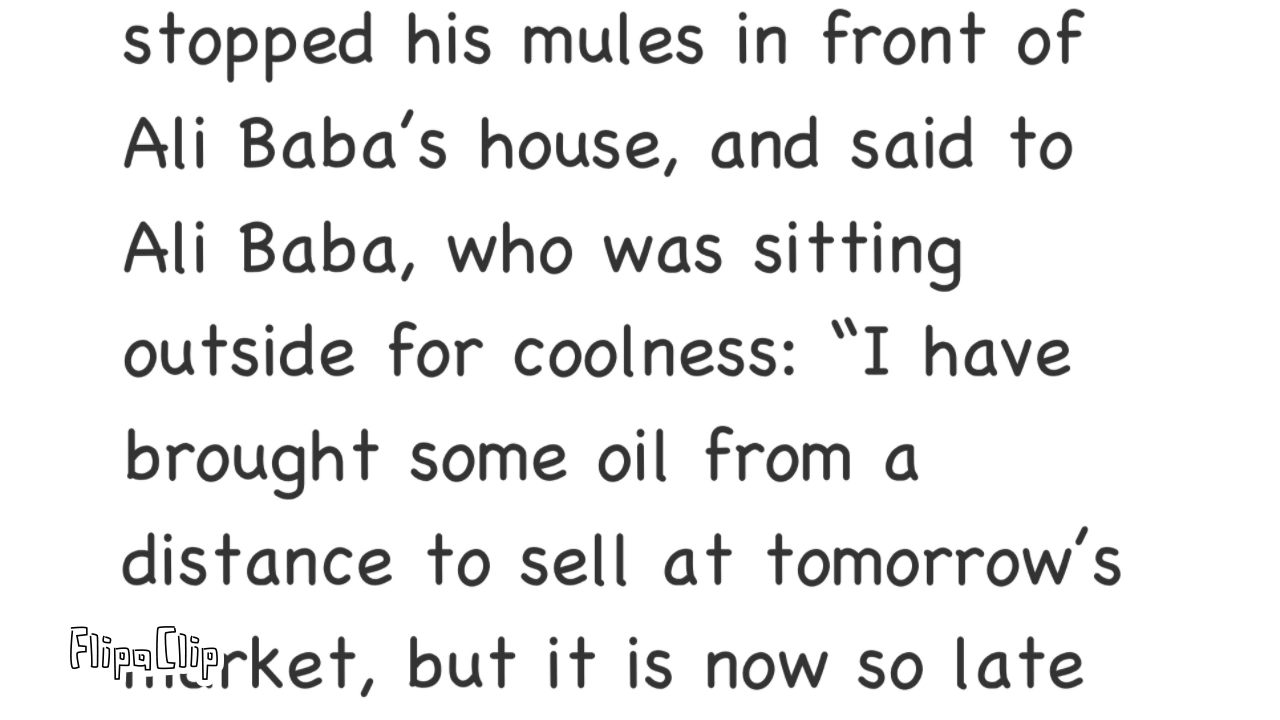 stopped his mules in front of
Ali Baba’s house, and said to
Ali Baba, who was sitting
outside for coolness: “I have
brought some oil from a
distance to sell at tomorrow’s
market, but it is now so late
FlipaClip